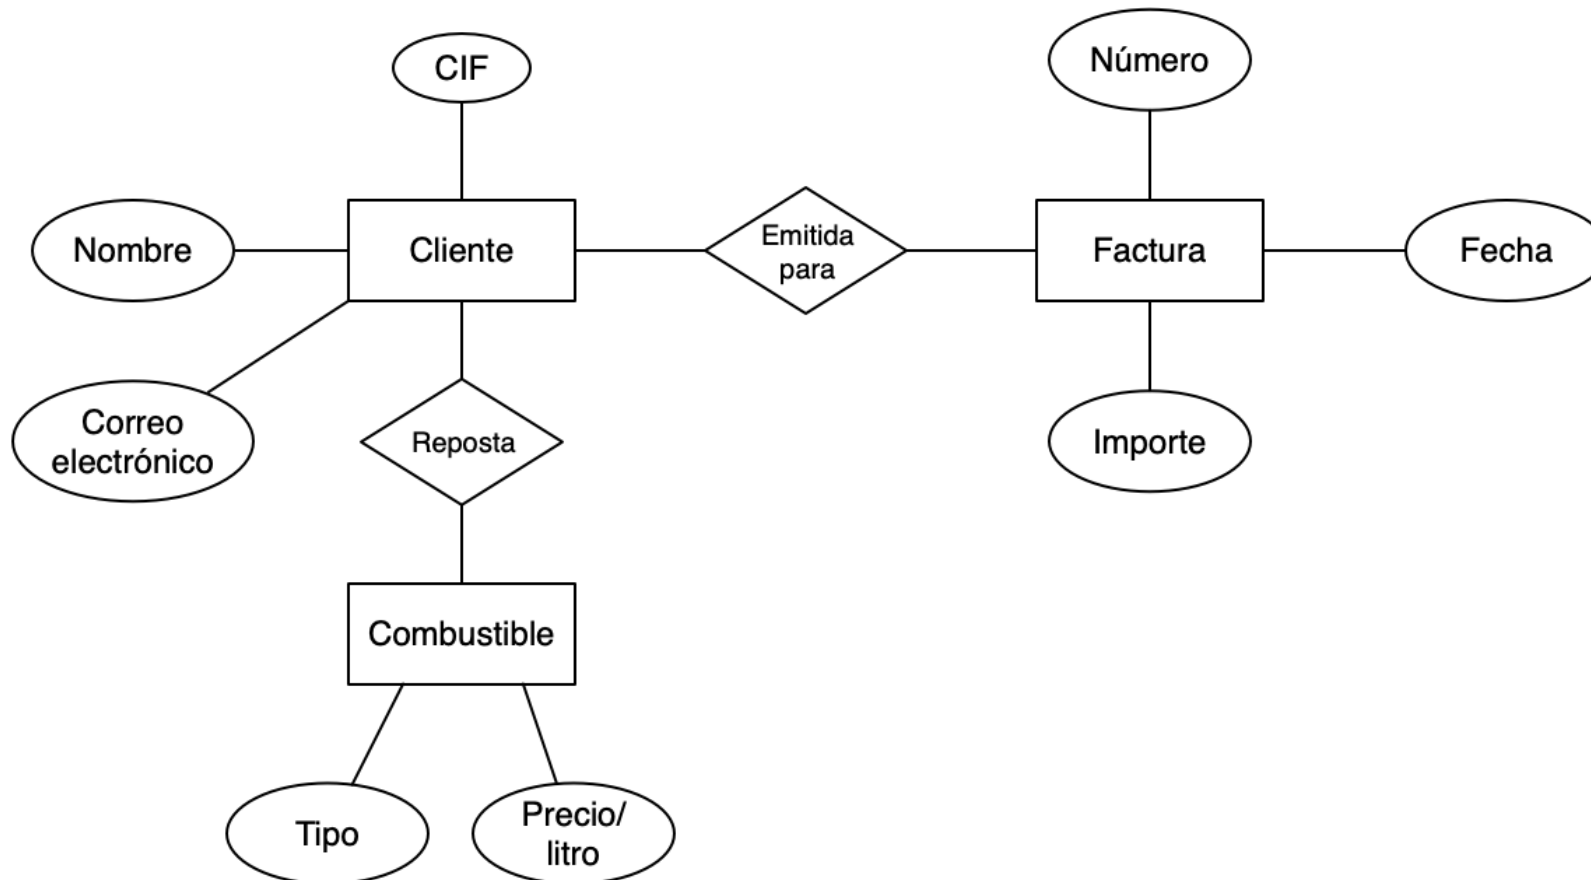 CIF
Número
Nombre
Cliente
Emitida
para
Factura
Fecha
Correo
electrónico
Reposta
Importe
Combustible
Tipo
Precio/
litro